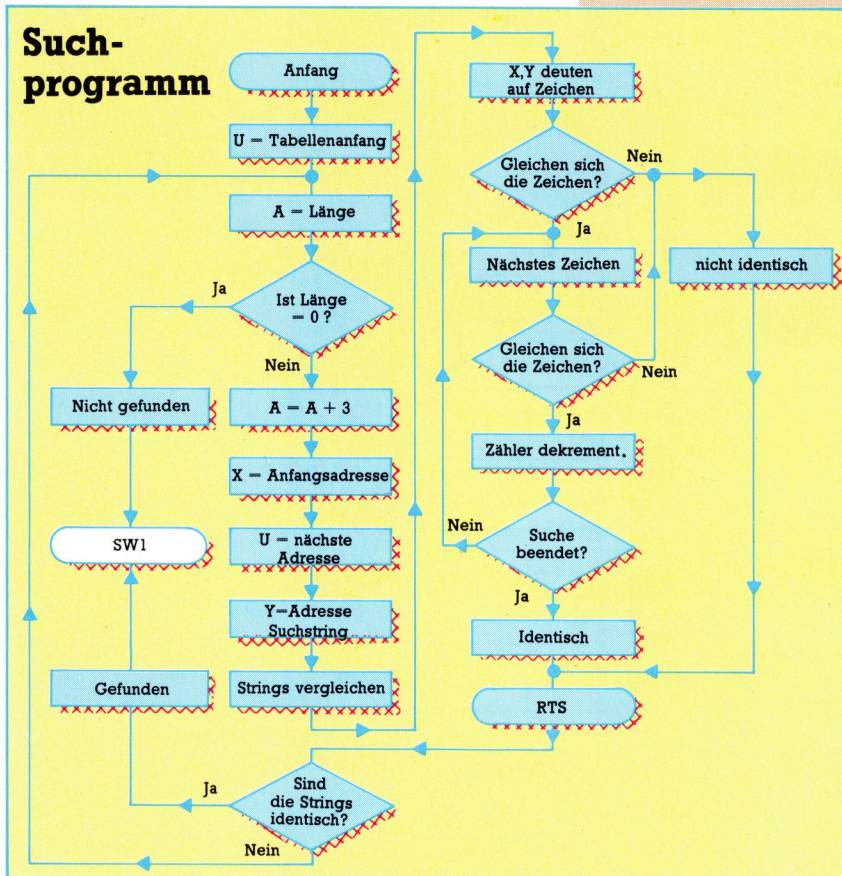 Such-
programm
Anfang
U = Tabellenanfang
A = Länge
Ja
Ist Länge
= 0 ?
Nein
Nicht gefunden
A = A + 3
X = Anfangsadresse
SW1
U = nächste
Adresse
Y=Adresse
Suchstring
Gefunden
Strings vergleichen
Ja
Sind
die Strings
identisch?
Nein
X,Y deuten
auf Zeichen
Gleichen sich
die Zeichen?
Nein
Ja
Nächstes Zeichen
nicht identisch
Gleichen sich
die Zeichen?
Nein
Ja
Zähler dekrement.
Nein
Suche
beendet?
Ja
Identisch
RTS